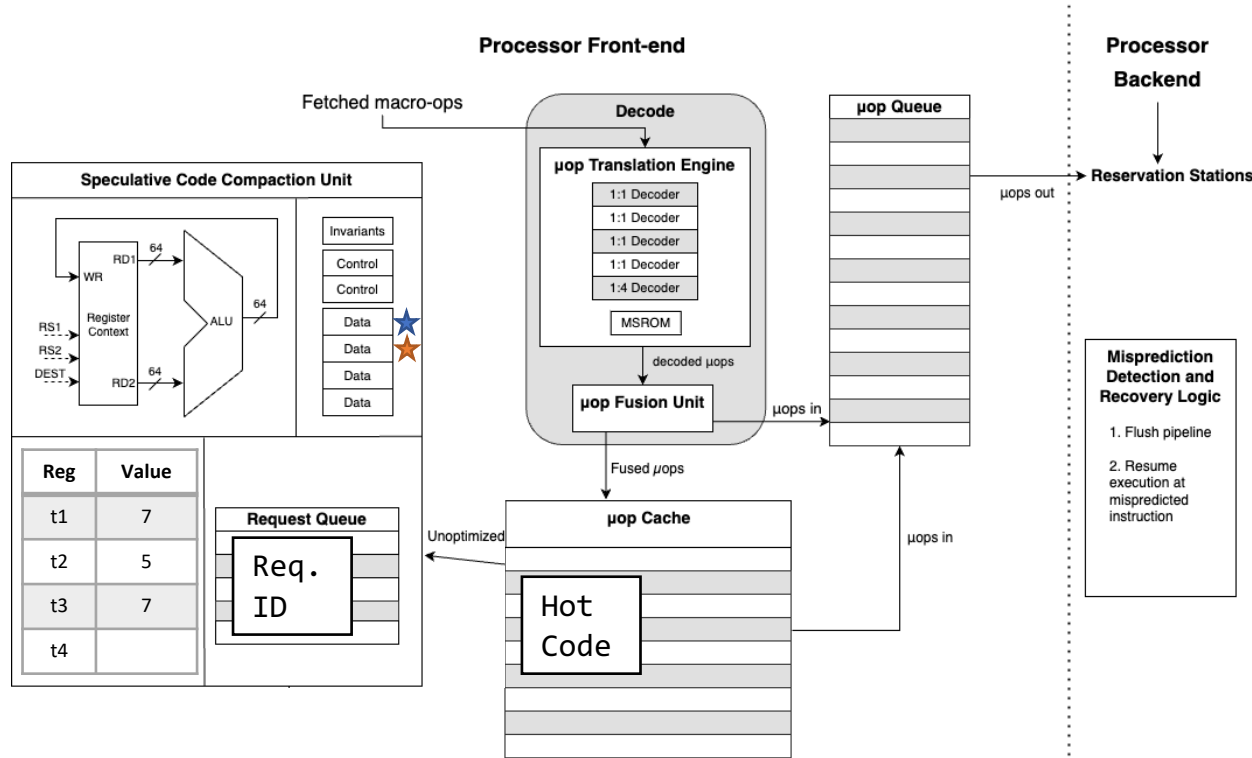 Processor Front-end
Processor
Backend
Fetched macro-ops
Decode
μop Translation Engine
1:1 Decoder
1:1 Decoder
1:1 Decoder
1:1 Decoder
1:4 Decoder
MSROM
decoded μops
μop Fusion Unit
μops in
Fused μops
μop Queue
μops out
Reservation Stations
Speculative Code Compaction Unit
WR
RD1
64
Register
Context
RS1
RS2
DEST
RD2
64
ALU
64
Invariants
Control
Control
Data
Data
Data
Data
Reg Value
t1 7
t2 5
t3 7
t4
Request Queue
Req.
ID
Unoptimized
μop Cache
Hot
Code
μops in
Misprediction
Detection and
Recovery Logic
1. Flush pipeline
2. Resume
execution at
mispredicted
instruction